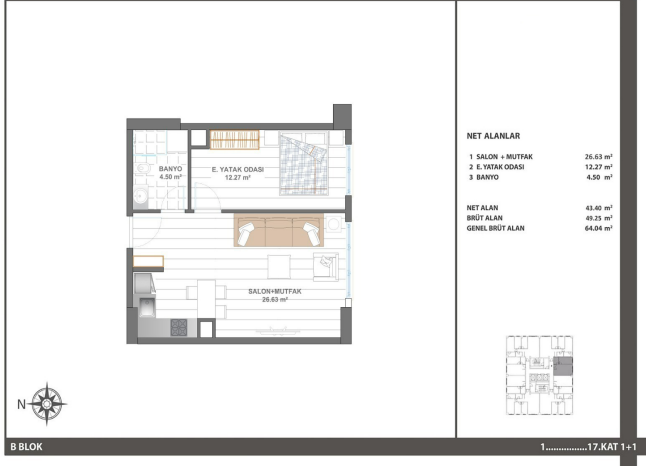 BANYO
4.50 m²
E. YATAK ODASI
12.27 m²
SALON+MUTFAK
26.63 m²
N
NET ALANLAR
1 SALON + MUTFAK 26.63 m²
2 E. YATAK ODASI 12.27 m²
3 BANYO 4.50 m²
NET ALAN 43.40 m²
BRÜT ALAN 49.25 m²
GENEL BRÜT ALAN 64.04 m²
B BLOK
1................17.KAT 1+1